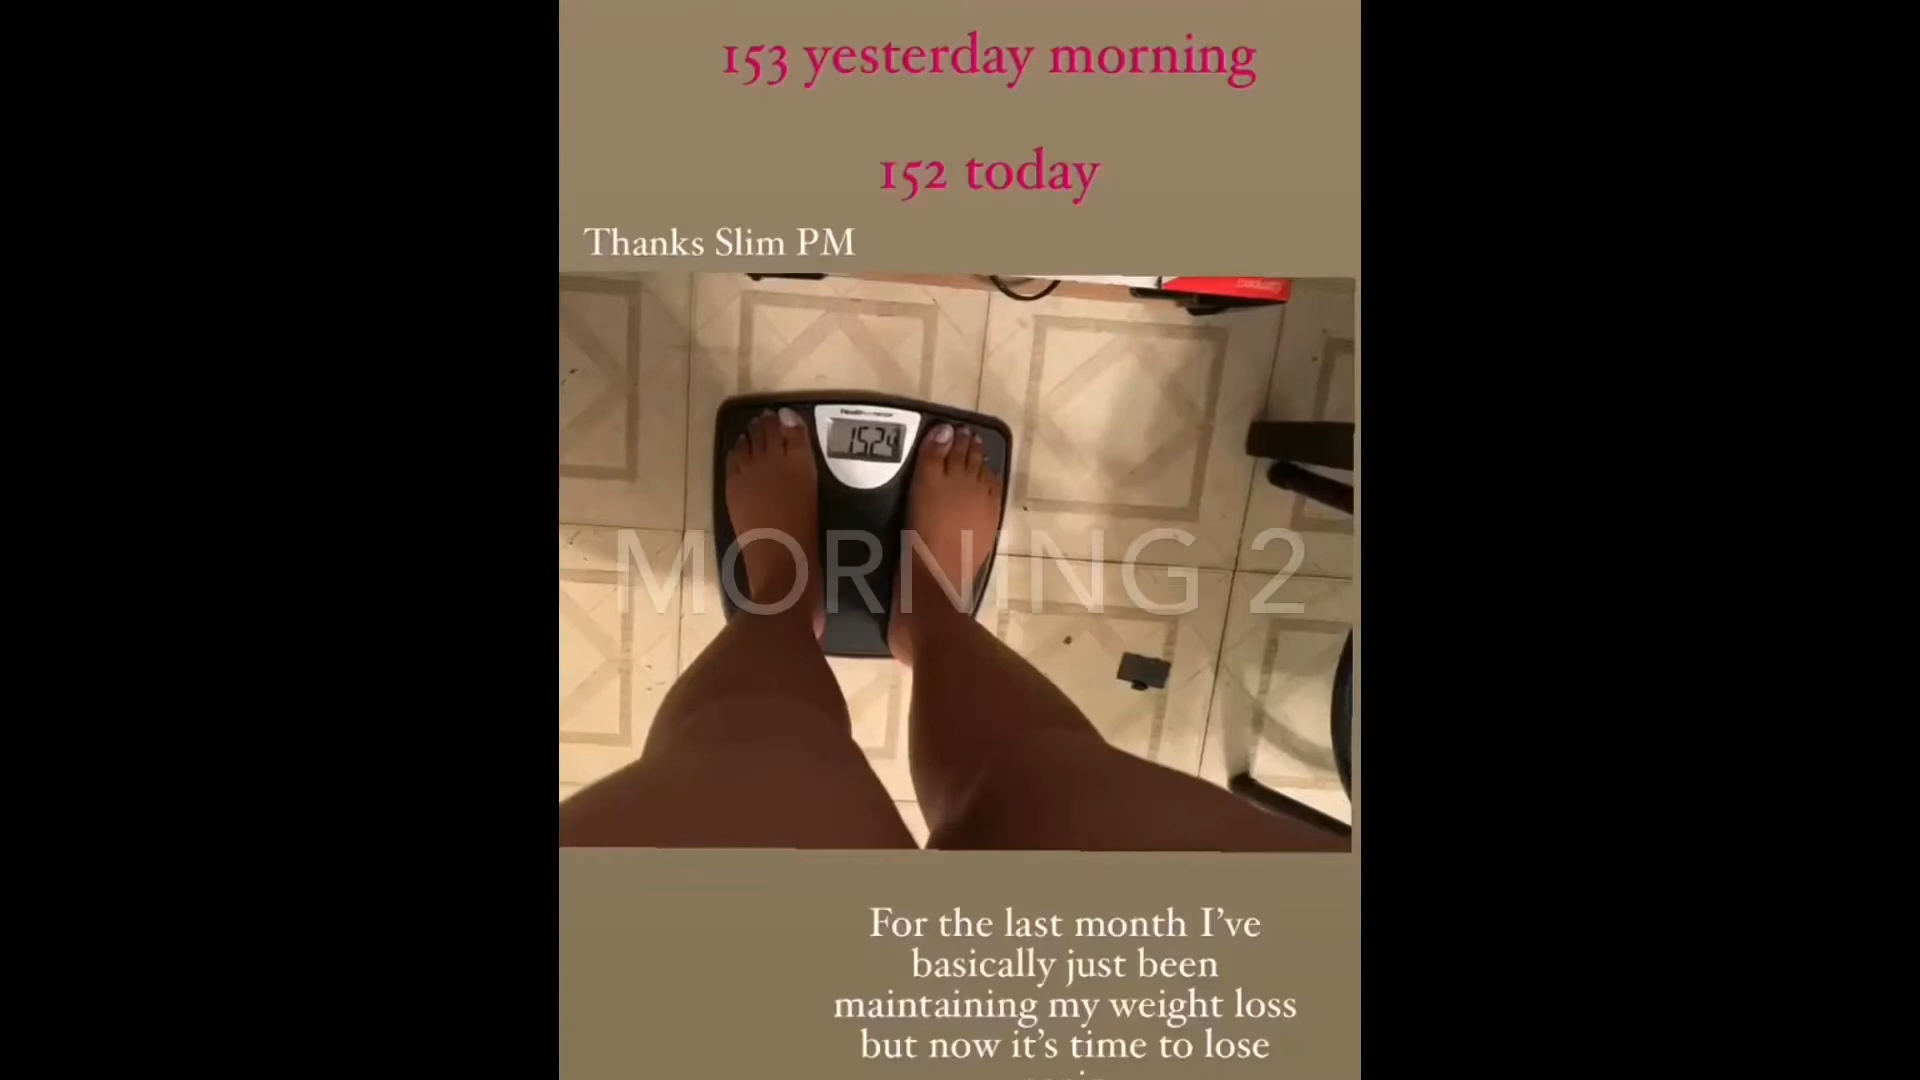 153 yesterday morning
152 today
Thanks Slim PM
152
MORNING 2
For the last month I've
basically just been
maintaining my weight loss
but now it's time to lose